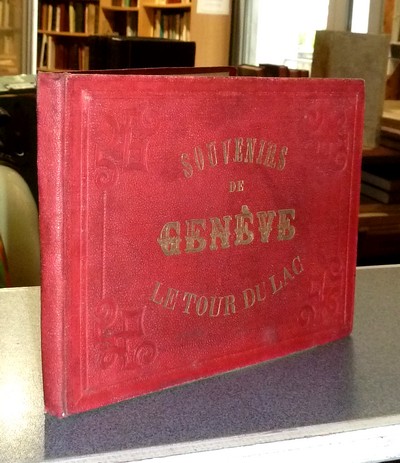 SOUVENIRS
DE
GENÈVE
LE TOUR DU LAC